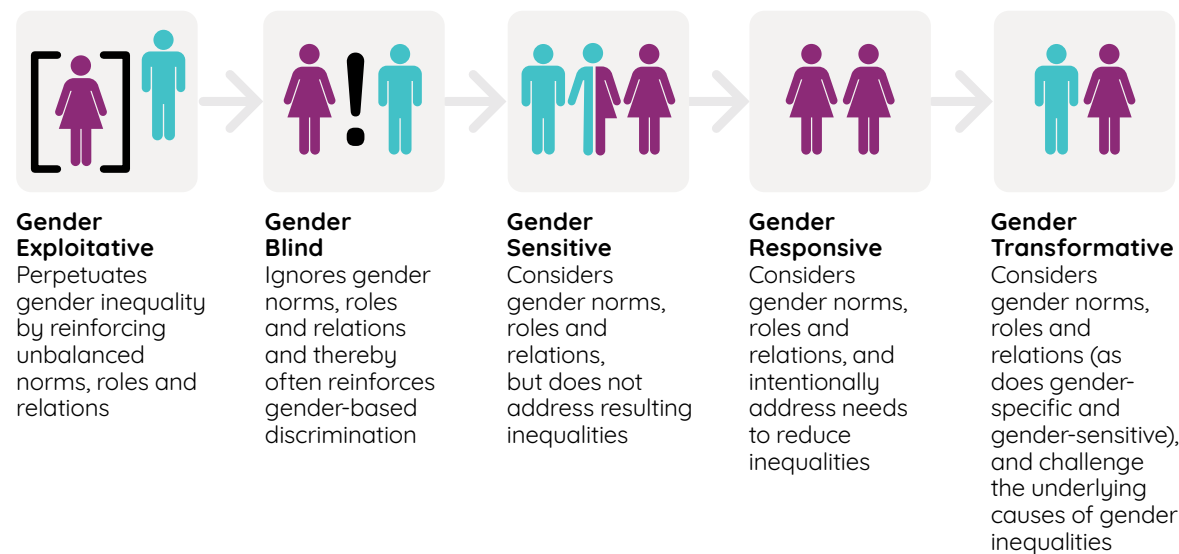 Gender
Exploitative
Perpetuates
gender inequality
by reinforcing
unbalanced
norms, roles and
relations
Gender
Blind
Ignores gender
norms, roles
and relations
and thereby
often reinforces
gender-based
discrimination
Gender
Sensitive
Considers
gender norms,
roles and
relations,
but does not
address resulting
inequalities
Gender
Responsive
Considers
gender norms,
roles and
relations, and
intentionally
address needs
to reduce
inequalities
Gender
Transformative
Considers
gender norms,
roles and
relations (as
does gender-
specific and
gender-sensitive),
and challenge
the underlying
causes of gender
inequalities